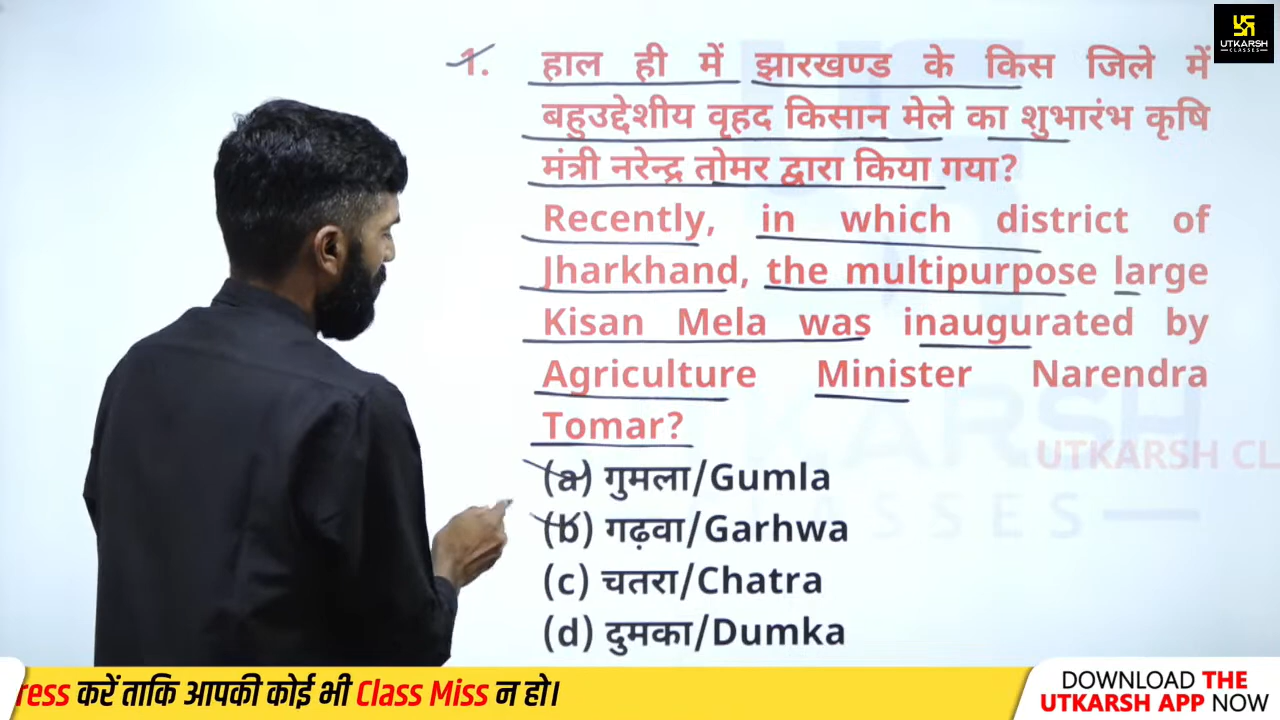 UTKARSH
CLASSES
1. हाल ही में झारखण्ड के किस जिले में
बहुउद्देशीय वृहद किसान मेले का शुभारंभ कृषि
मंत्री नरेन्द्र तोमर द्वारा किया गया?
Recently, in which district of
Jharkhand, the multipurpose large
Kisan Mela was inaugurated by
Agriculture Minister Narendra
Tomar?
UTKARSH CL
(a) गुमला/Gumla
(b) गढ़वा/Garhwa
(c) चतरा/Chatra
(d) दुमका/Dumka
ress करें ताकि आपकी कोई भी Class Miss न हो।
DOWNLOAD THE
UTKARSH APP NOW